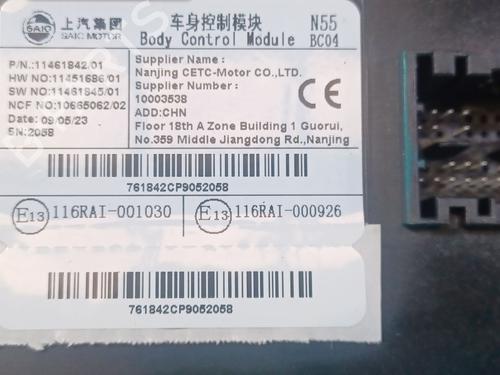 上汽集团
SAIC MOTOR
车身控制模块
Body Control Module
N55
BC04
P/N.:11461842/01
HW NO:11451686/01
SW NO:11461845/01
NCF NO:10665062/02
Date: 09/05/23
SN:2058
Supplier Name :
Nanjing CETC-Motor CO.,LTD.
Supplier Number :
10003538
ADD:CHN
Floor 18th A Zone Building 1 Guorui,
No.359 Middle Jiangdong Rd.,Nanjing
CE
761842CP9052058
E13 116RAI-001030
E13 116RAI-000926
761842CP9052058